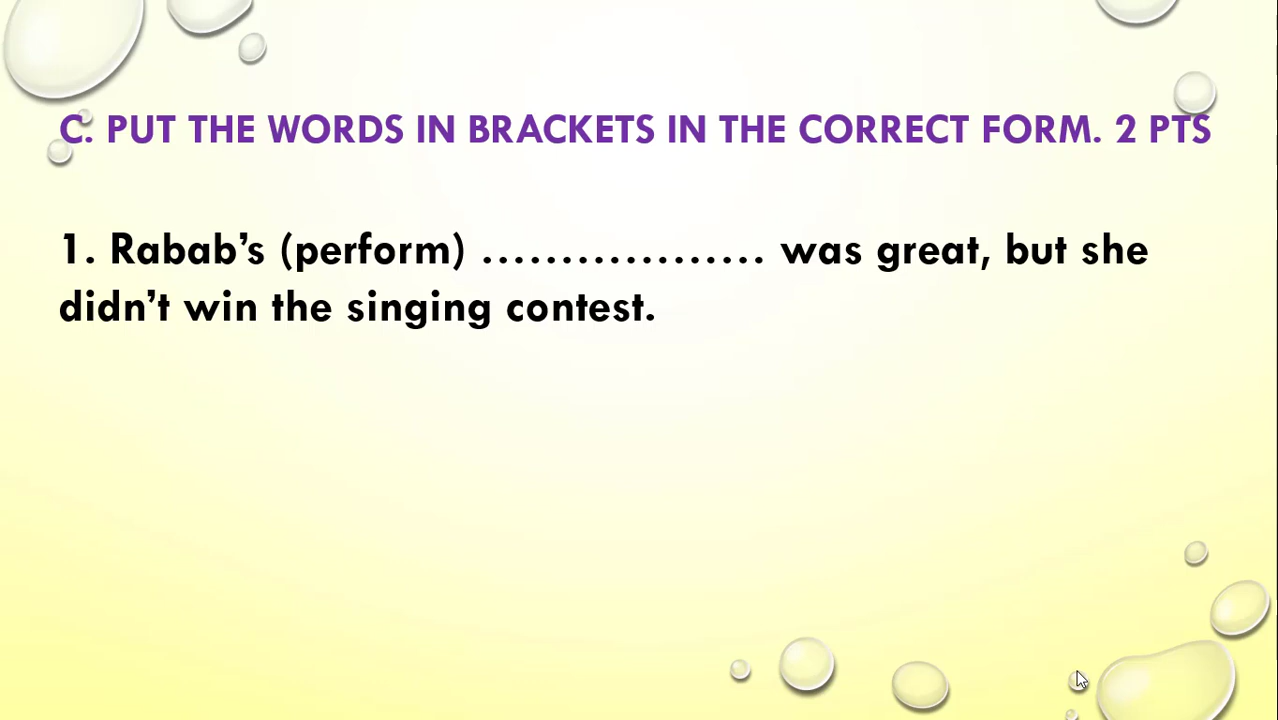 C. PUT THE WORDS IN BRACKETS IN THE CORRECT FORM. 2 PTS
1. Rabab’s (perform) ……………… was great, but she
didn’t win the singing contest.